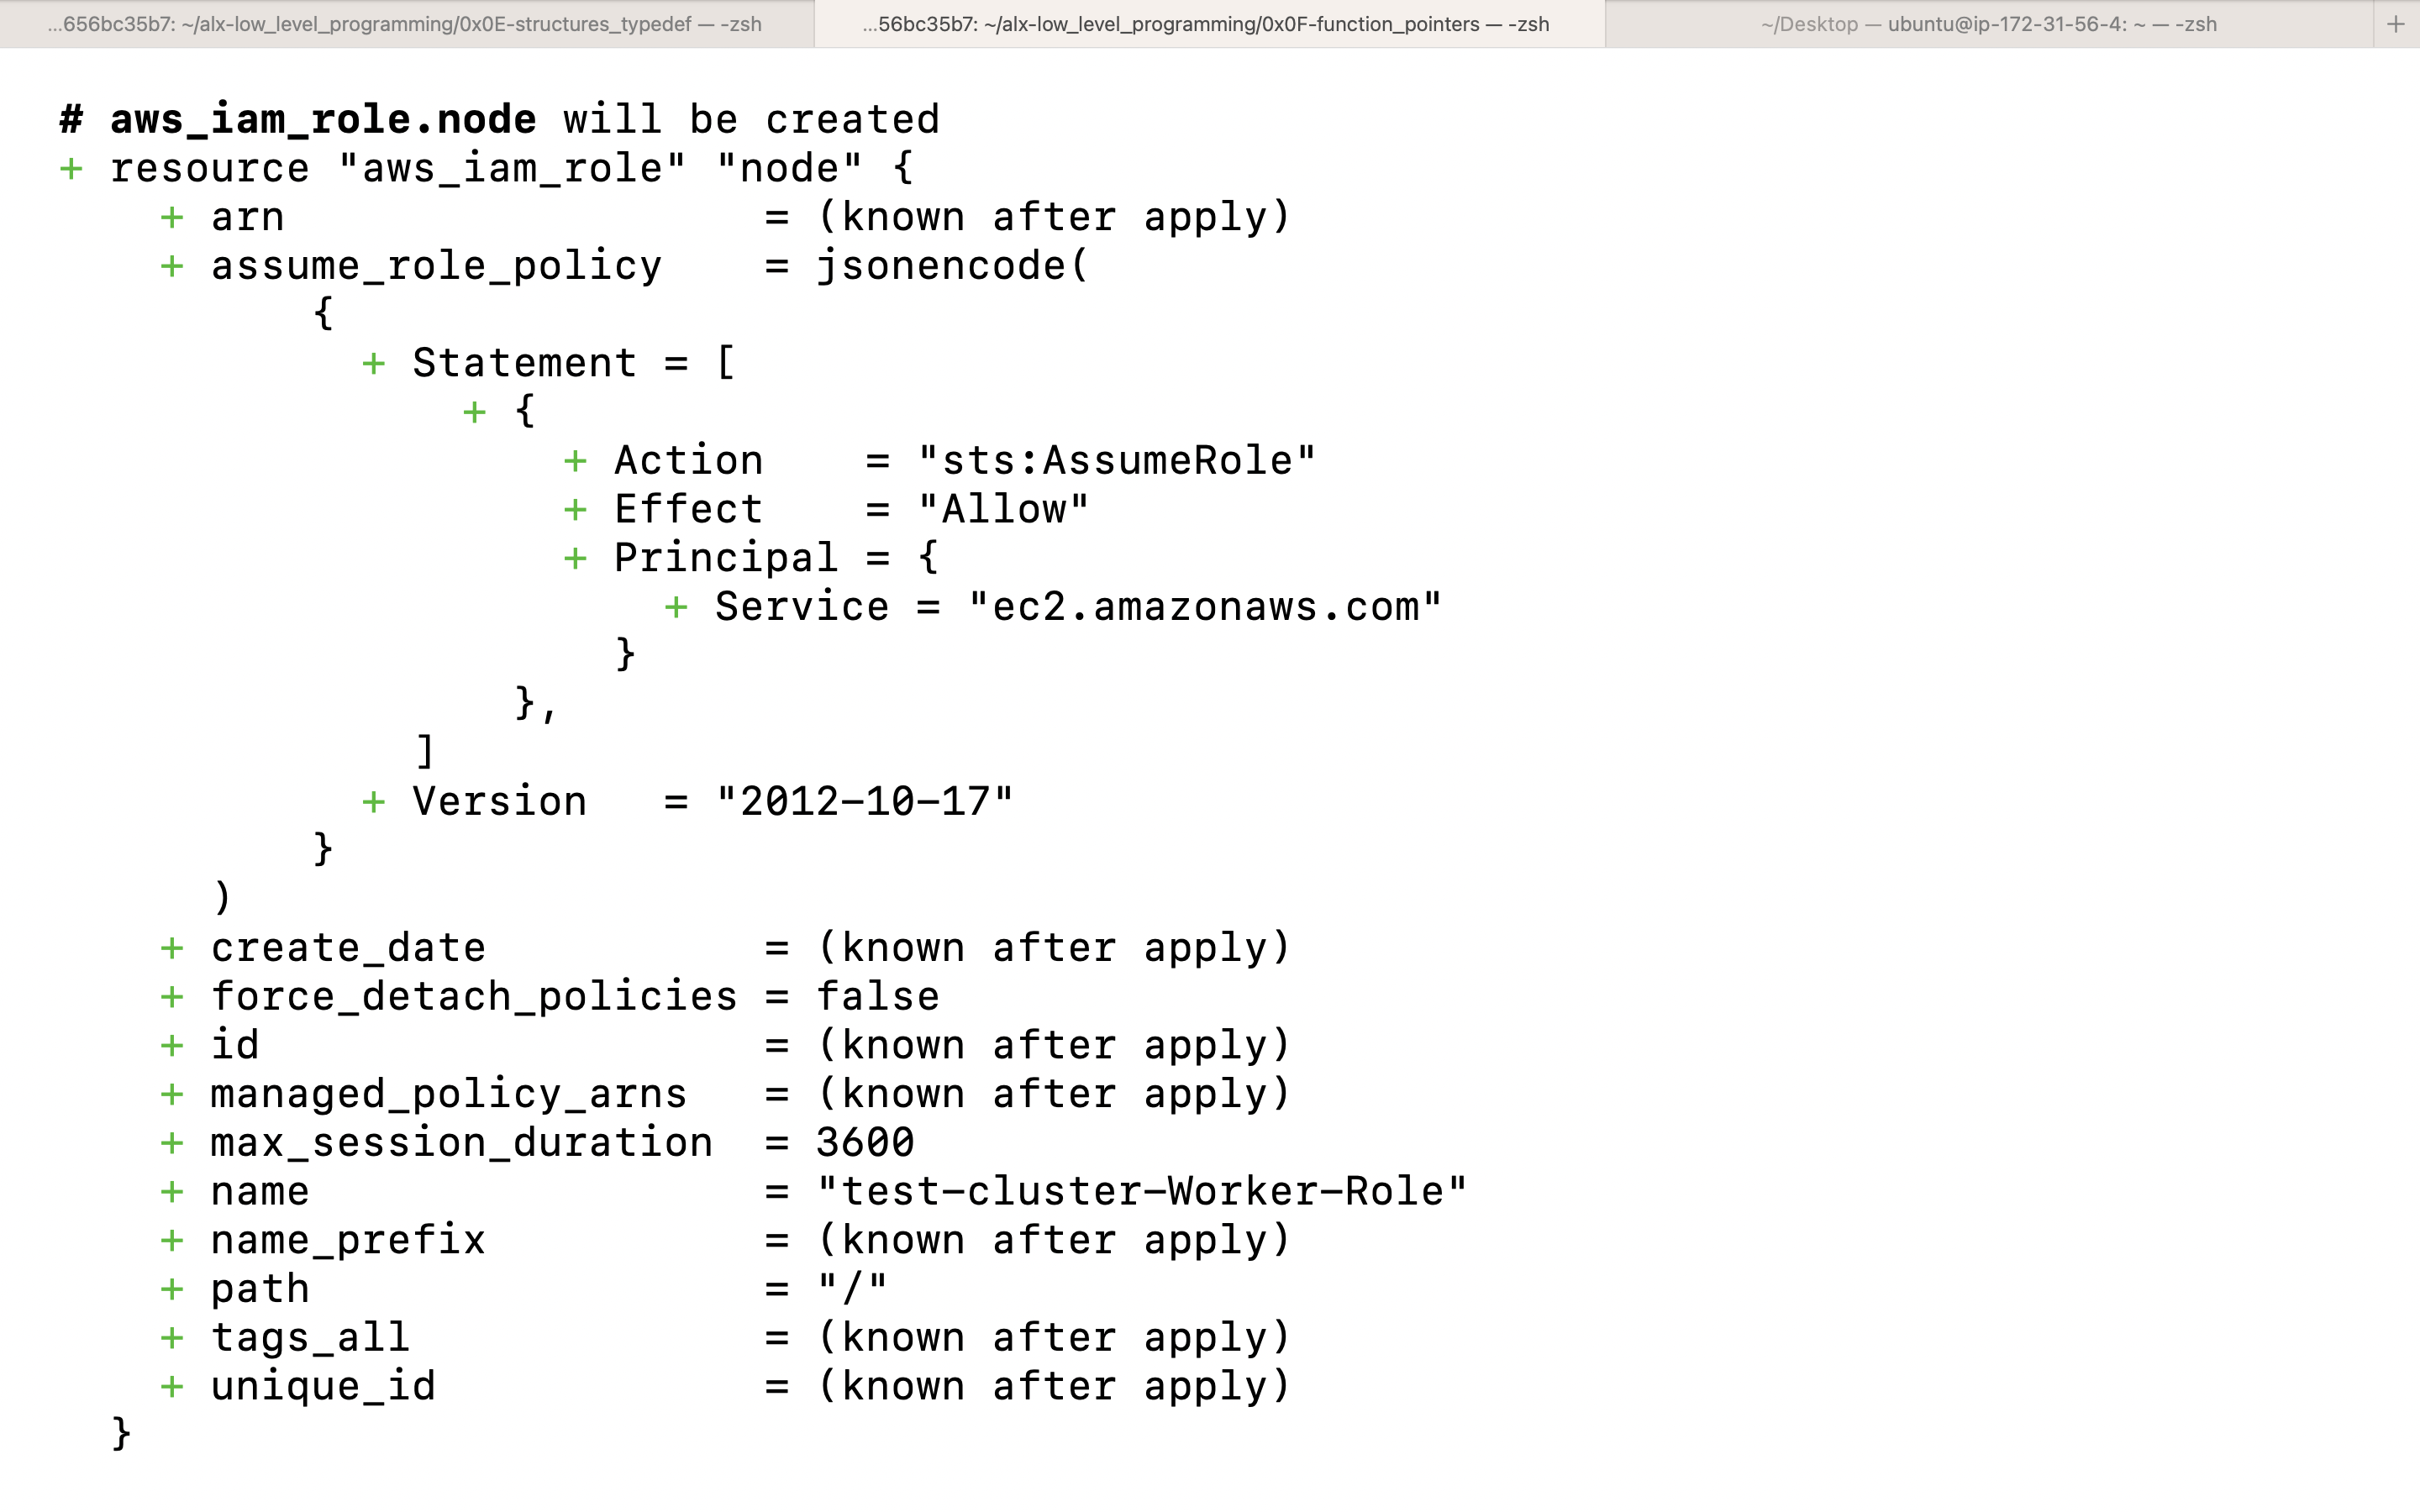 ...656bc35b7: ~/alx-low_level_programming/0x0E-structures_typedef — -zsh
...56bc35b7: ~/alx-low_level_programming/0x0F-function_pointers — -zsh
~/Desktop — ubuntu@ip-172-31-56-4: ~ — -zsh
+
# aws_iam_role.node will be created
+ resource "aws_iam_role" "node" {
+ arn = (known after apply)
+ assume_role_policy = jsonencode(
{
+ Statement = [
+ {
+ Action = "sts:AssumeRole"
+ Effect = "Allow"
+ Principal = {
+ Service = "ec2.amazonaws.com"
}
},
]
+ Version = "2012-10-17"
}
)
+ create_date = (known after apply)
+ force_detach_policies = false
+ id = (known after apply)
+ managed_policy_arns = (known after apply)
+ max_session_duration = 3600
+ name = "test-cluster-Worker-Role"
+ name_prefix = (known after apply)
+ path = "/"
+ tags_all = (known after apply)
+ unique_id = (known after apply)
}